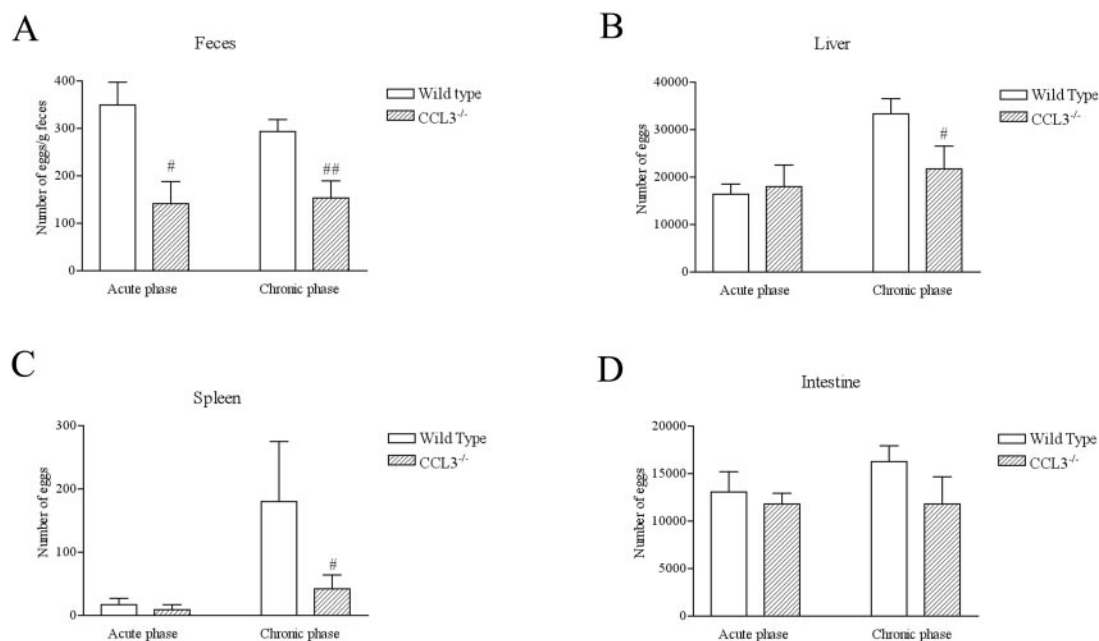 A
Feces
Number of eggs/g feces
400
300
200
100
0
#
##
Acute phase
Chronic phase
Wild type
CCL3-/-
B
Liver
Number of eggs
40000
30000
20000
10000
0
#
Acute phase
Chronic phase
Wild Type
CCL3-/-
C
Spleen
Number of eggs
300
200
100
0
#
Acute phase
Chronic phase
Wild Type
CCL3-/-
D
Intestine
Number of eggs
20000
15000
10000
5000
0
Acute phase
Chronic phase
Wild Type
CCL3-/-